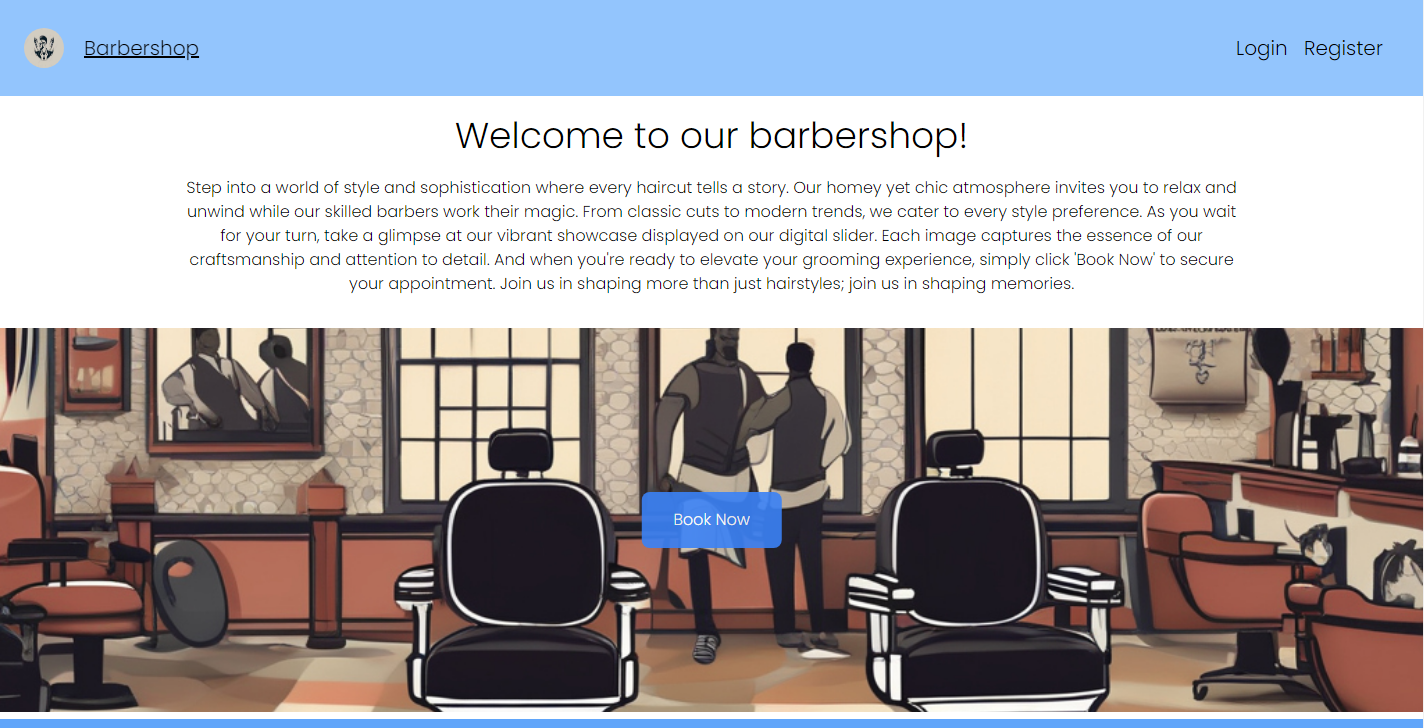 Barbershop
Login Register
Welcome to our barbershop!
Step into a world of style and sophistication where every haircut tells a story. Our homey yet chic atmosphere invites you to relax and
unwind while our skilled barbers work their magic. From classic cuts to modern trends, we cater to every style preference. As you wait
for your turn, take a glimpse at our vibrant showcase displayed on our digital slider. Each image captures the essence of our
craftsmanship and attention to detail. And when you're ready to elevate your grooming experience, simply click 'Book Now' to secure
your appointment. Join us in shaping more than just hairstyles; join us in shaping memories.
Book Now